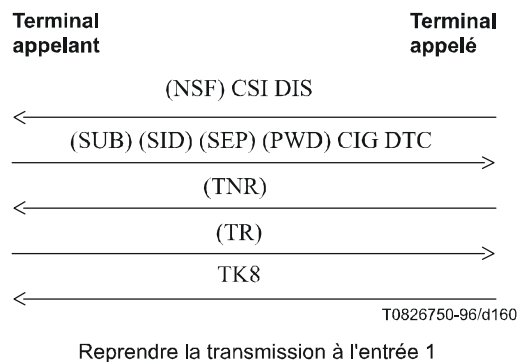 Terminal appelant
Terminal appelé
(NSF) CSI DIS
(SUB) (SID) (SEP) (PWD) CIG DTC
(TNR)
(TR)
TK8
T0826750-96/d160
Reprendre la transmission à l'entrée 1